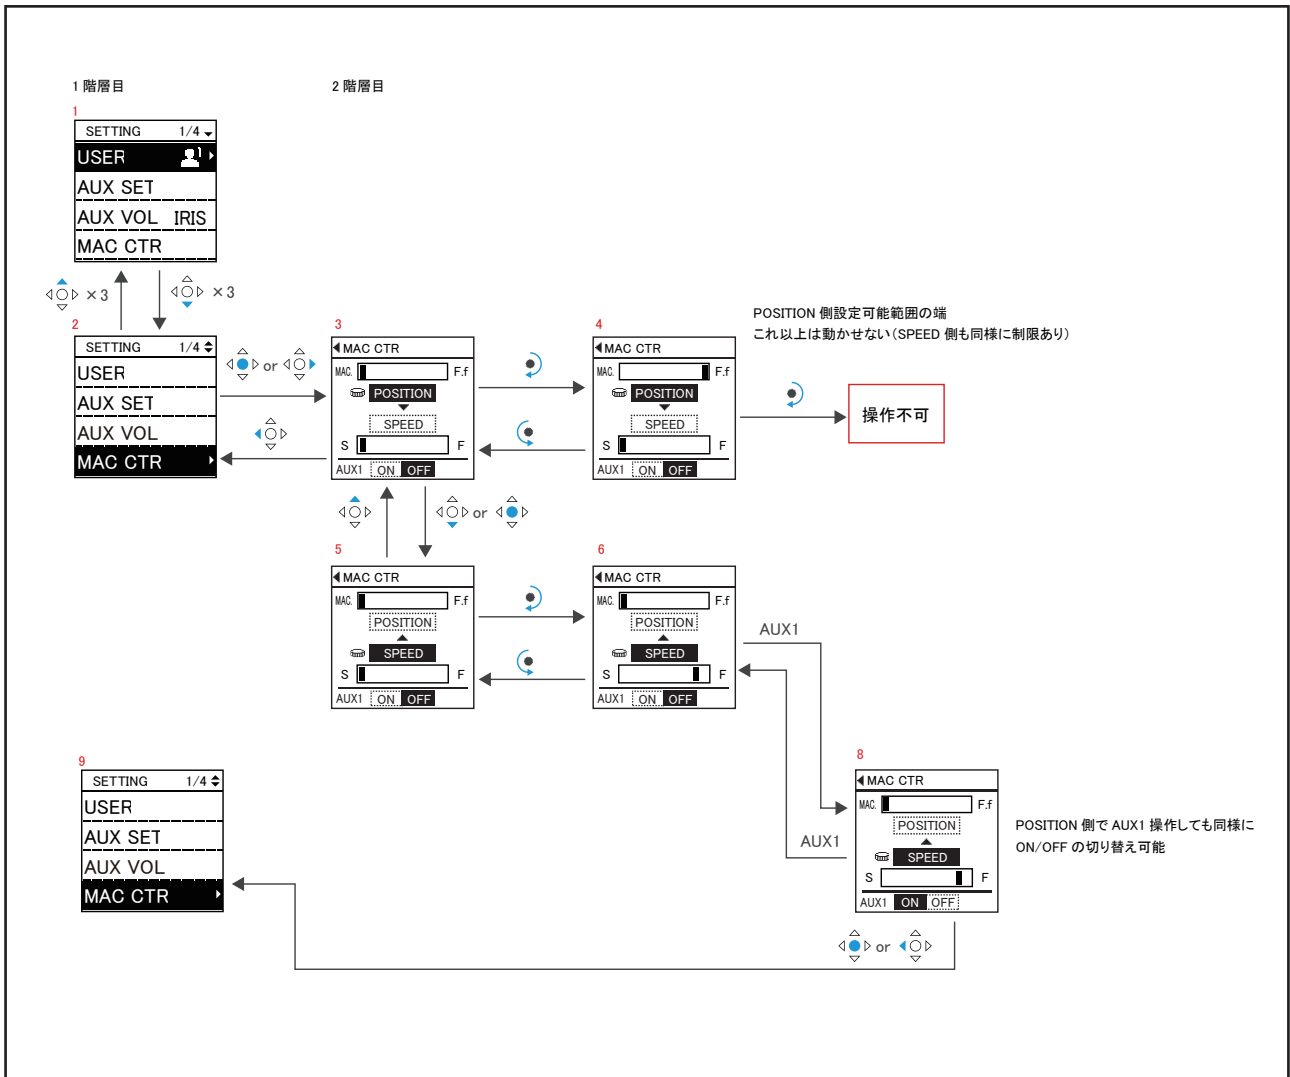 1 階層目
2 階層目
1
SETTING 1/4
USER
AUX SET
AUX VOL IRIS
MAC CTR
×3
×3
2
SETTING 1/4
USER
AUX SET
AUX VOL
MAC CTR
or
3
MAC CTR
MAC. F.f
POSITION
SPEED
S F
AUX1 ON OFF
4
MAC CTR
MAC. F.f
POSITION
SPEED
S F
AUX1 ON OFF
POSITION 側設定可能範囲の端
これ以上は動かせない（SPEED 側も同様に制限あり）
操作不可
or
5
MAC CTR
MAC. F.f
POSITION
SPEED
S F
AUX1 ON OFF
6
MAC CTR
MAC. F.f
POSITION
SPEED
S F
AUX1 ON OFF
AUX1
AUX1
8
MAC CTR
MAC. F.f
POSITION
SPEED
S F
AUX1 ON OFF
POSITION 側で AUX1 操作しても同様に
ON/OFF の切り替え可能
or
9
SETTING 1/4
USER
AUX SET
AUX VOL
MAC CTR